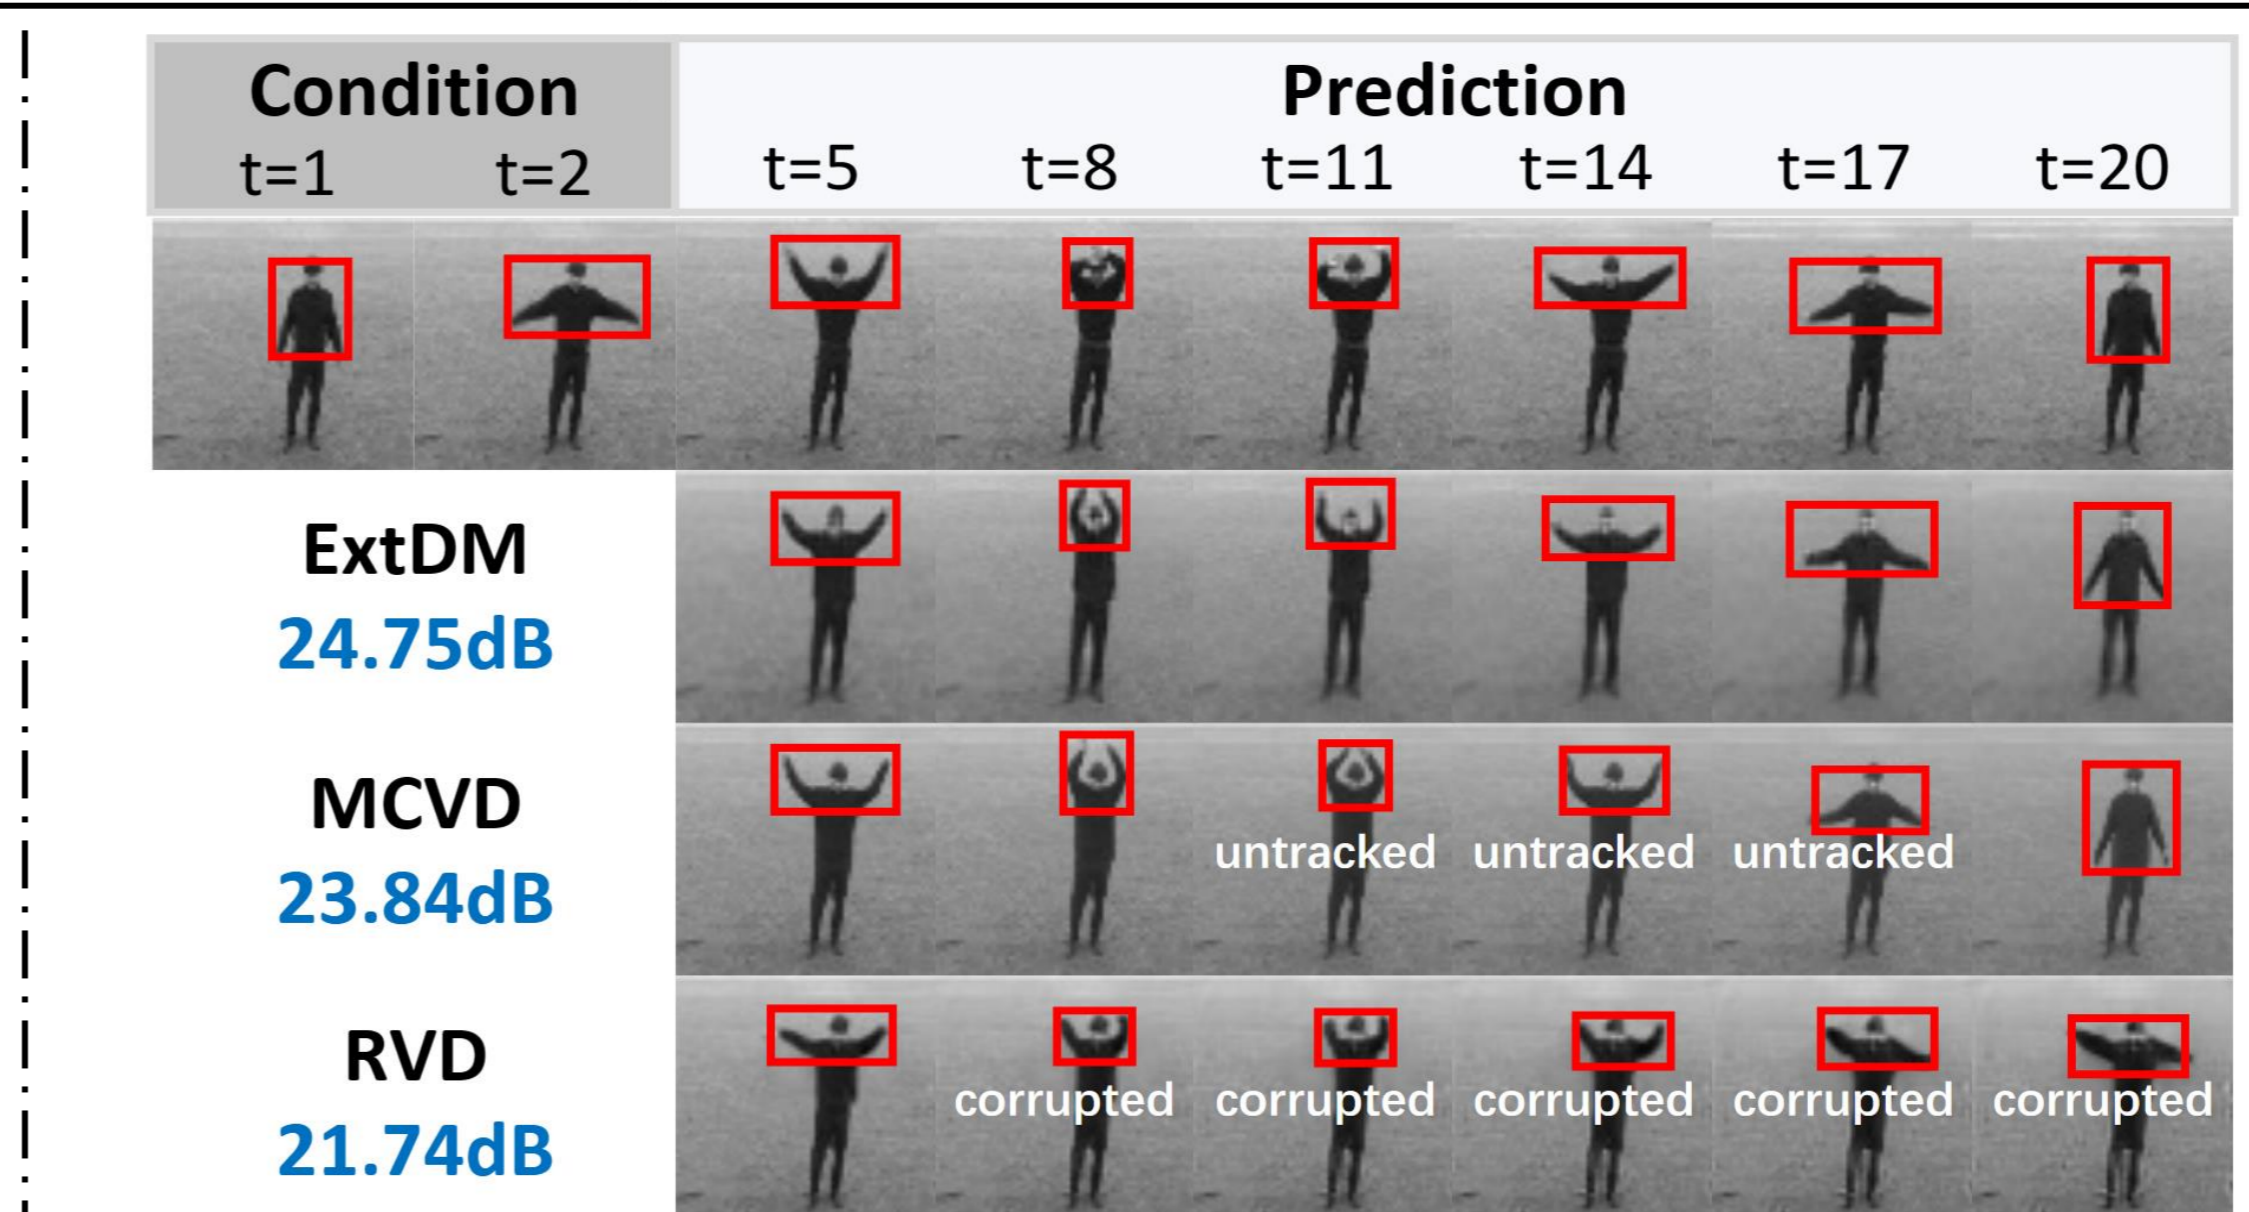 Condition
Prediction
t=1 t=2 t=5 t=8 t=11 t=14 t=17 t=20
ExtDM
24.75dB
MCVD
untracked untracked untracked
23.84dB
RVD
corrupted corrupted corrupted corrupted corrupted
21.74dB